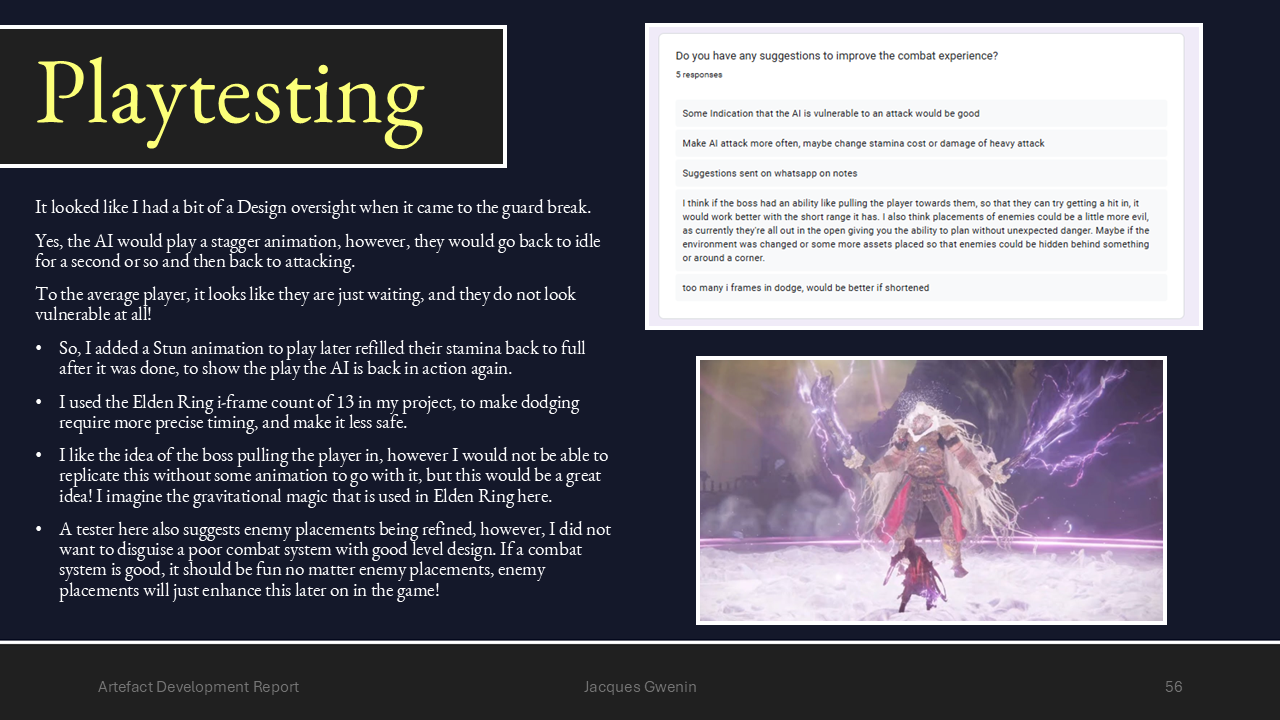 Playtesting
It looked like I had a bit of a Design oversight when it came to the guard break.
Yes, the AI would play a stagger animation, however, they would go back to idle
for a second or so and then back to attacking.
To the average player, it looks like they are just waiting, and they do not look
vulnerable at all!
• So, I added a Stun animation to play later refilled their stamina back to full
after it was done, to show the play the AI is back in action again.
• I used the Elden Ring i-frame count of 13 in my project, to make dodging
require more precise timing, and make it less safe.
• I like the idea of the boss pulling the player in, however I would not be able to
replicate this without some animation to go with it, but this would be a great
idea! I imagine the gravitational magic that is used in Elden Ring here.
• A tester here also suggests enemy placements being refined, however, I did not
want to disguise a poor combat system with good level design. If a combat
system is good, it should be fun no matter enemy placements, enemy
placements will just enhance this later on in the game!
Do you have any suggestions to improve the combat experience?
5 responses
Some Indication that the AI is vulnerable to an attack would be good
Make AI attack more often, maybe change stamina cost or damage of heavy attack
Suggestions sent on whatsapp on notes
I think if the boss had an ability like pulling the player towards them, so that they can try getting a hit in, it
would work better with the short range it has. I also think placements of enemies could be a little more evil,
as currently they're all out in the open giving you the ability to plan without unexpected danger. Maybe if the
environment was changed or some more assets placed so that enemies could be hidden behind something
or around a corner.
too many i frames in dodge, would be better if shortened
Artefact Development Report
Jacques Gwenin
56